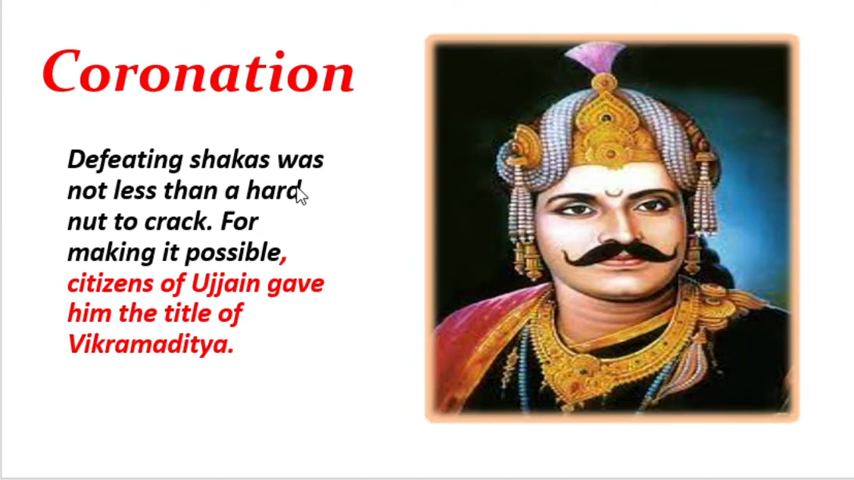 Coronation
Defeating shakas was
not less than a hard
nut to crack. For
making it possible,
citizens of Ujjain gave
him the title of
Vikramaditya.